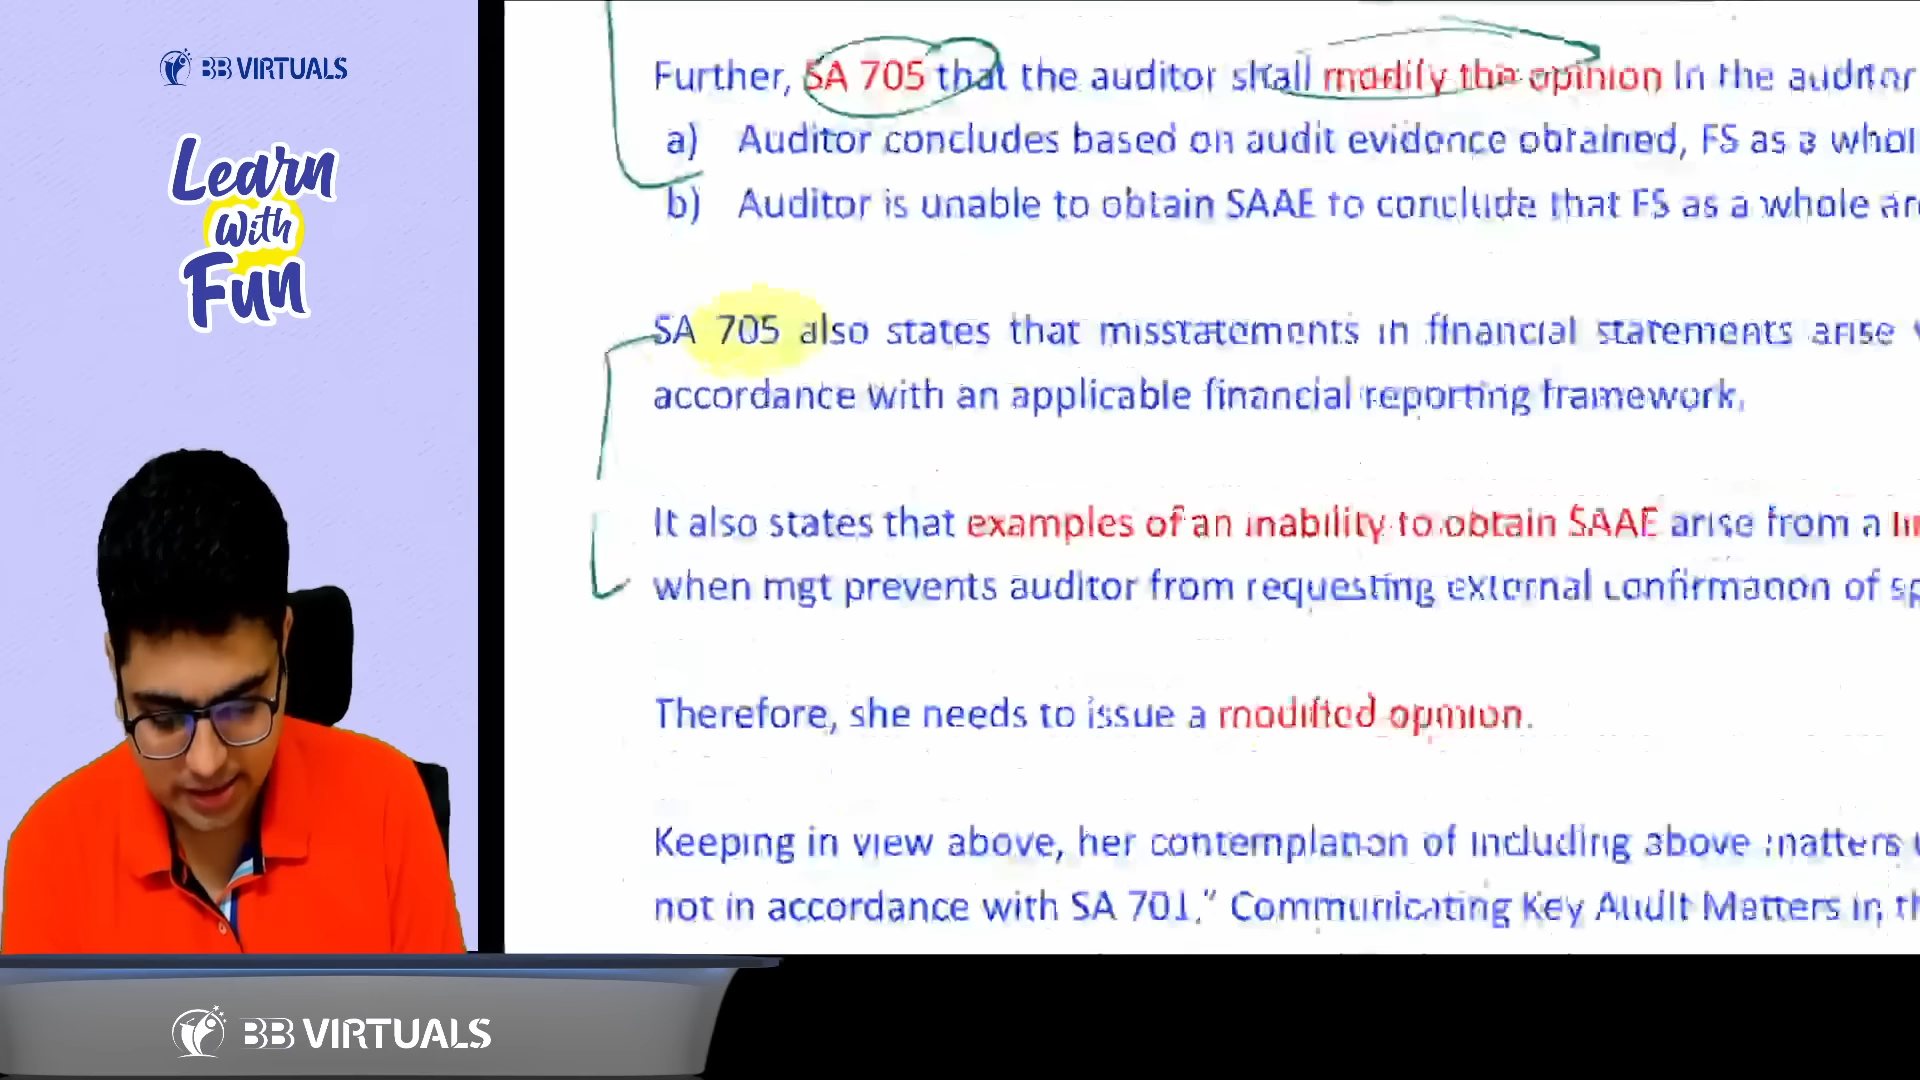 BB VIRTUALS
Learn
With
Fun
Further, SA 705 that the auditor shall modify the opinion in the auditor
a) Auditor concludes based on audit evidence obtained, FS as a whol
b) Auditor is unable to obtain SAAE to conclude that FS as a whole ar
SA 705 also states that misstatements in financial statements arise
accordance with an applicable financial reporting framework.
It also states that examples of an inability to obtain SAAE arise from a
when mgt prevents auditor from requesting external confirmation of sp
Therefore, she needs to issue a modified opinion.
Keeping in view above, her contemplation of including above matters
not in accordance with SA 701," Communicating Key Audit Matters in th
BB VIRTUALS